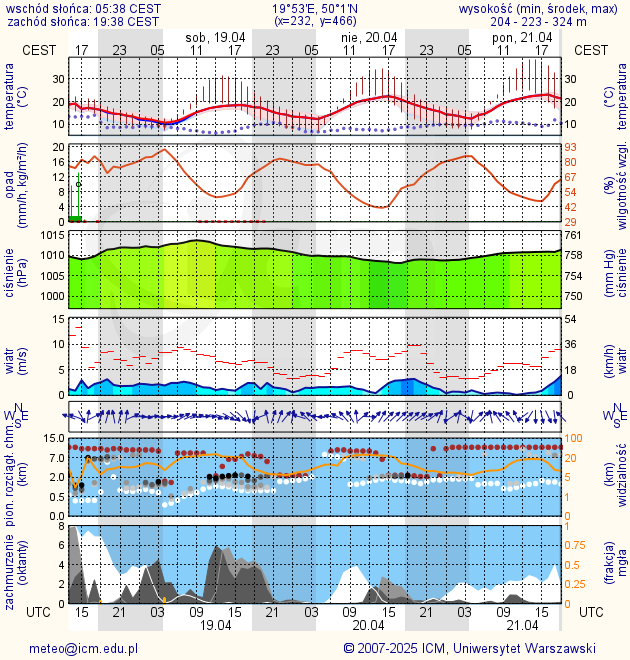 wschód słońca: 05:38 CEST 19°53'E, 50°1'N wysokość (min, środek, max)
zachód słońca: 19:38 CEST (x=232, y=466) 204 - 223 - 324 m
sob, 19.04 nie, 20.04 pon, 21.04
CEST 17 23 05 11 17 23 05 11 17 23 05 11 17 CEST
temperatura
(°C)
30
20
10
30
20
10
temperatura
(°C)
opad
(mm/h, kg/m²/h)
20
16
12
8
4
0
93
80
67
54
42
29
(%)
wilgotność wzgl.
ciśnienie
(hPa)
1015
1010
1005
1000
761
758
754
750
(mm Hg)
ciśnienie
wiatr
(m/s)
15
10
5
0
54
36
18
0
(km/h)
wiatr
N
W E
S
N
W E
S
pion. rozciągł. chm.
(km)
15.0
7.0
2.0
0.5
0.0
100
20
5
1
0
(km)
widzialność
zachmurzenie
(oktanty)
8
6
4
2
0
1
0.75
0.5
0.25
0
(frakcja)
mgła
UTC 15 21 03 09 15 21 03 09 15 21 03 09 15 UTC
19.04 20.04 21.04
meteo@icm.edu.pl © 2007-2025 ICM, Uniwersytet Warszawski